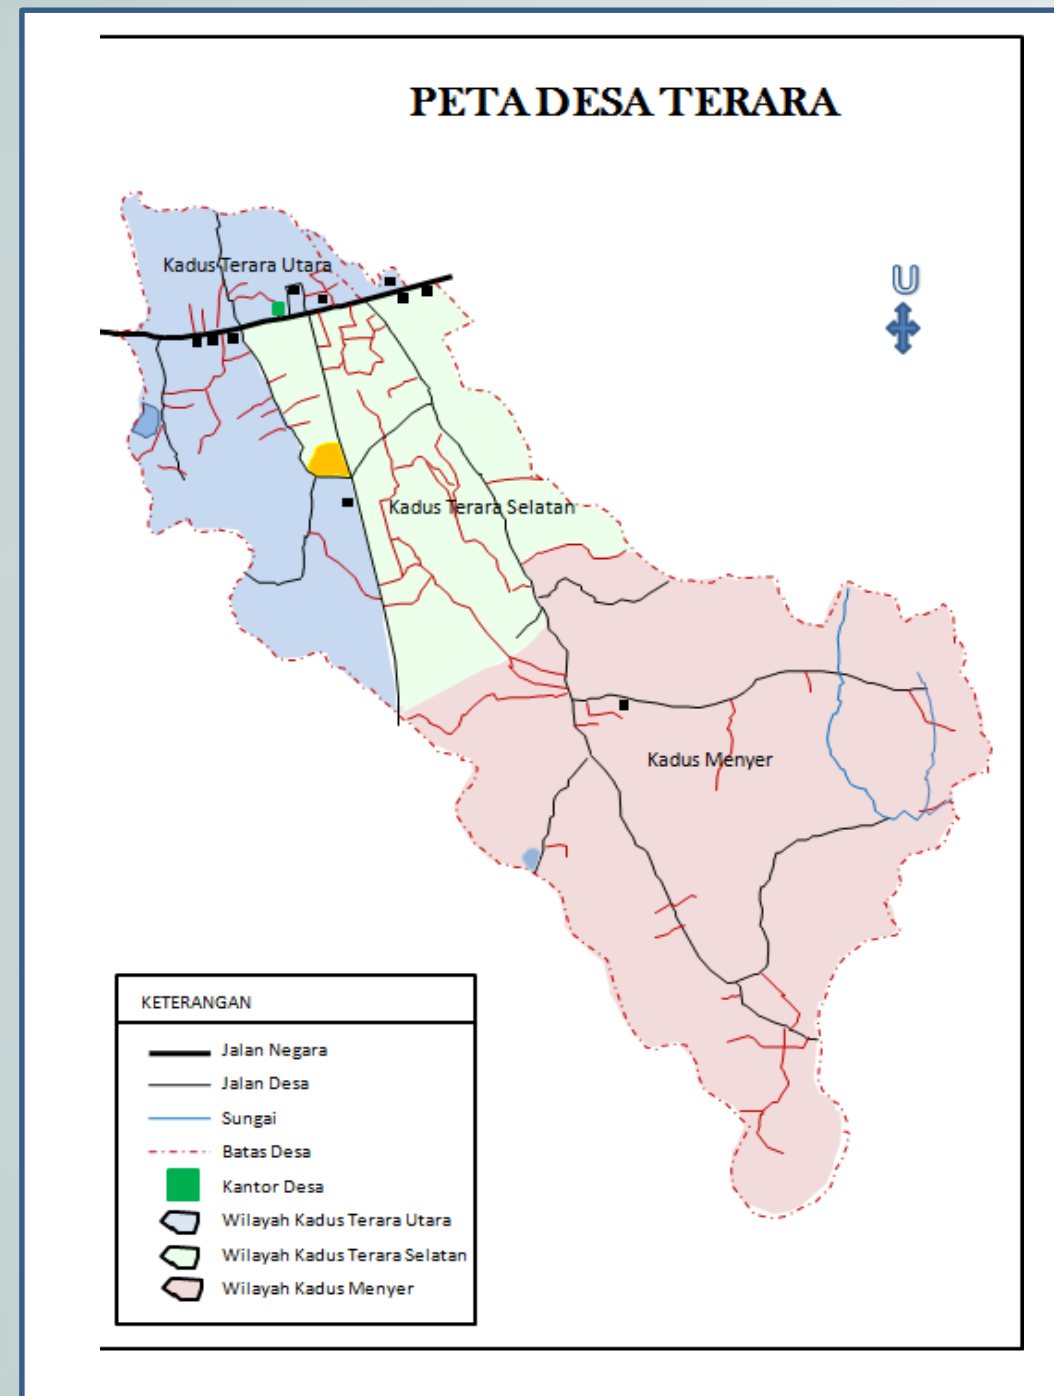 PETA DESA TERARA
Kadus Terara Utara
U
Kadus Terara Selatan
Kadus Menyer
KETERANGAN
Jalan Negara
Jalan Desa
Sungai
Batas Desa
Kantor Desa
Wilayah Kadus Terara Utara
Wilayah Kadus Terara Selatan
Wilayah Kadus Menyer